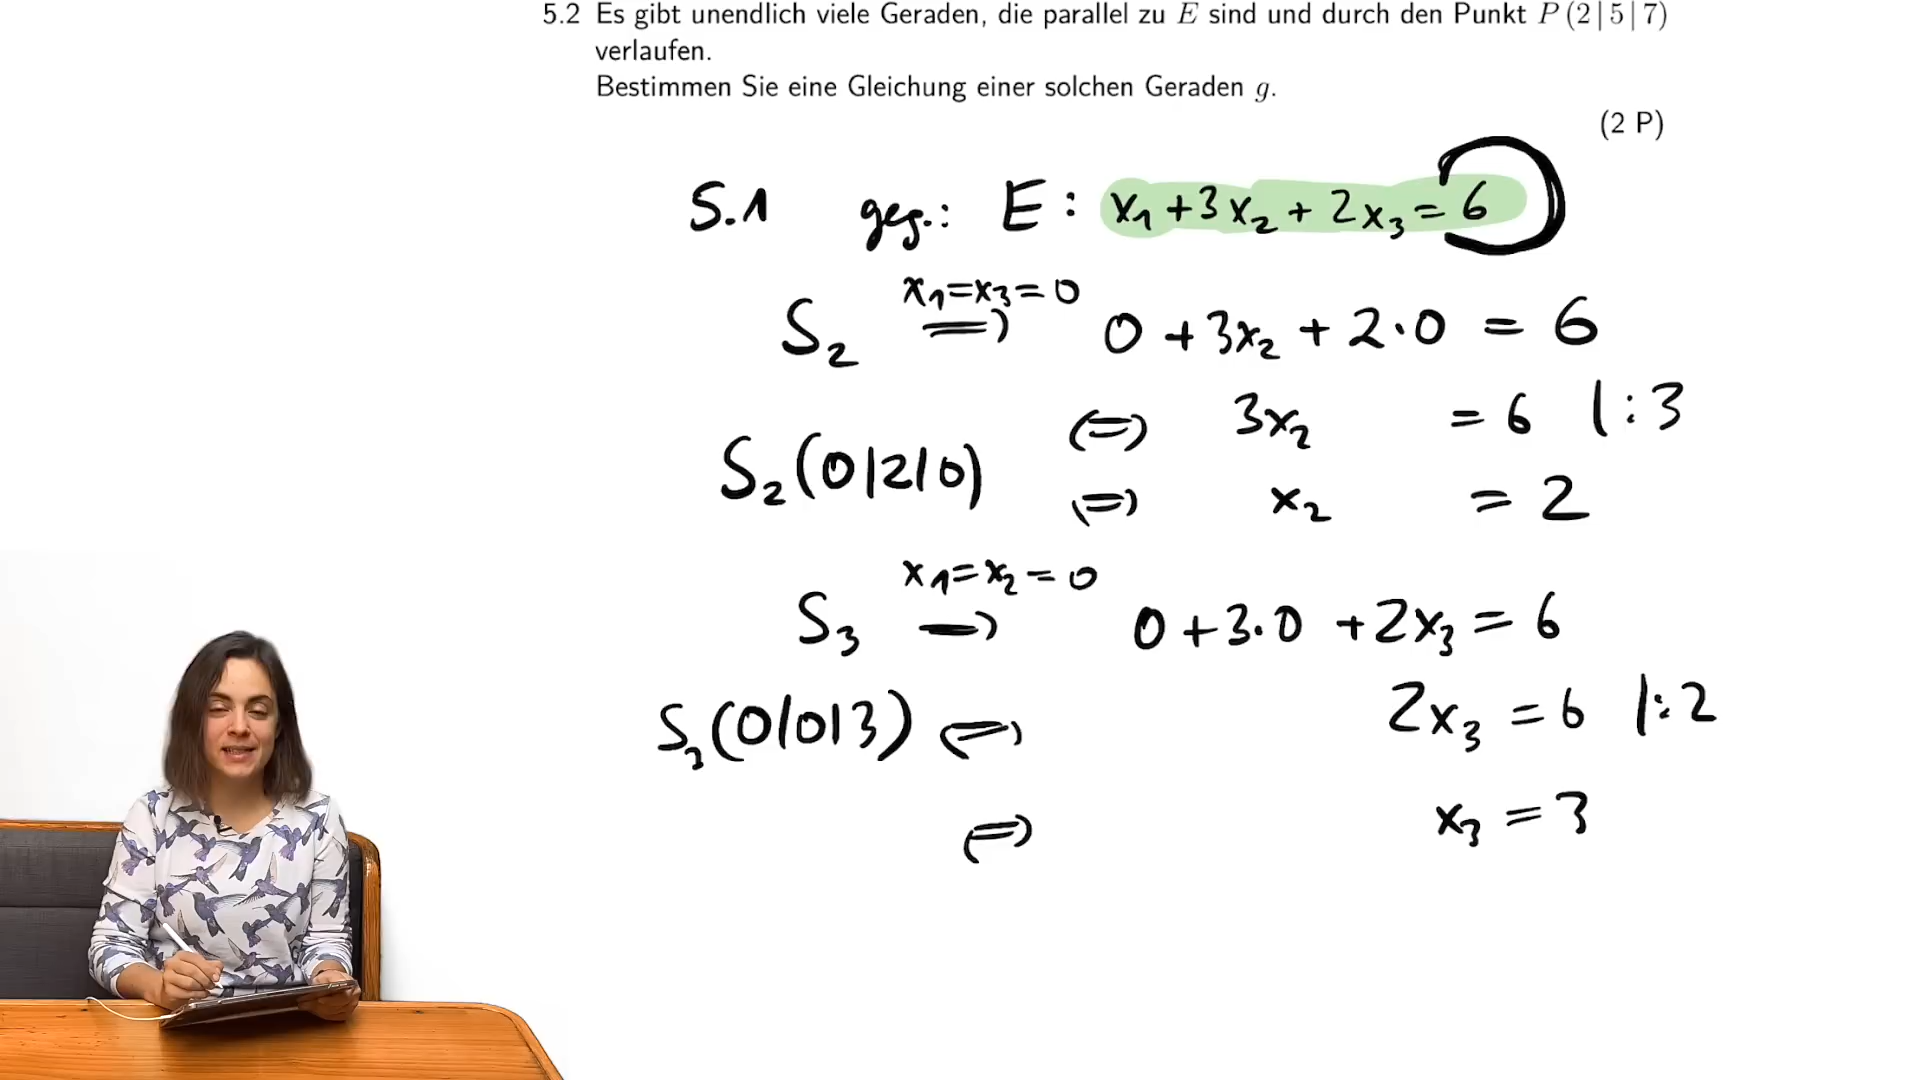 5.2 Es gibt unendlich viele Geraden, die parallel zu E sind und durch den Punkt P (2 | 5 | 7)
verlaufen.
Bestimmen Sie eine Gleichung einer solchen Geraden g.
(2 P)
5.1 geg.: E: x₁ + 3x₂ + 2x₃ = 6
S₂ x₁=x₃=0 ⇒ 0 + 3x₂ + 2·0 = 6
⇔ 3x₂ = 6 |:3
S₂(0|2|0) ⇔ x₂ = 2
S₃ x₁=x₂=0 ⇒ 0 + 3·0 + 2x₃ = 6
S₃(0|0|3) ⇔ 2x₃ = 6 |:2
⇔ x₃ = 3